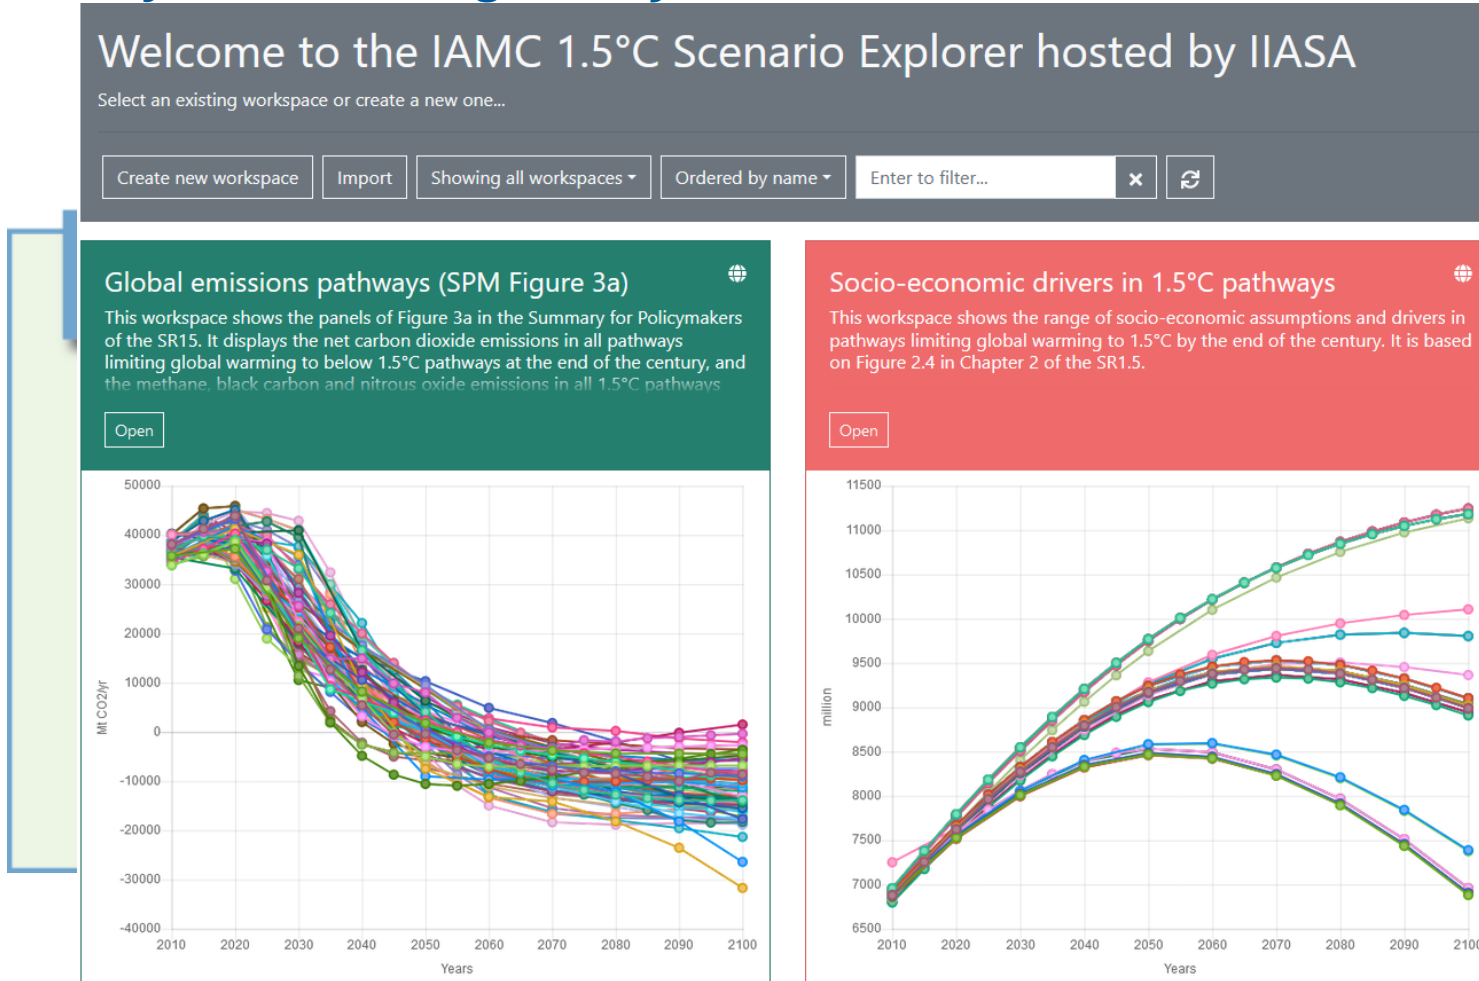 Welcome to the IAMC 1.5°C Scenario Explorer hosted by IIASA
Select an existing workspace or create a new one...
Create new workspace
Import
Showing all workspaces
Ordered by name
Enter to filter...
Global emissions pathways (SPM Figure 3a)
This workspace shows the panels of Figure 3a in the Summary for Policymakers
of the SR15. It displays the net carbon dioxide emissions in all pathways
limiting global warming to below 1.5°C pathways at the end of the century, and
the methane, black carbon and nitrous oxide emissions in all 1.5°C pathways
Open
50000
40000
30000
20000
10000
0
-10000
-20000
-30000
-40000
Mt CO2/yr
2010 2020 2030 2040 2050 2060 2070 2080 2090 2100
Years
Socio-economic drivers in 1.5°C pathways
This workspace shows the range of socio-economic assumptions and drivers in
pathways limiting global warming to 1.5°C by the end of the century. It is based
on Figure 2.4 in Chapter 2 of the SR1.5.
Open
11500
11000
10500
10000
9500
9000
8500
8000
7500
7000
6500
million
2010 2020 2030 2040 2050 2060 2070 2080 2090 2100
Years